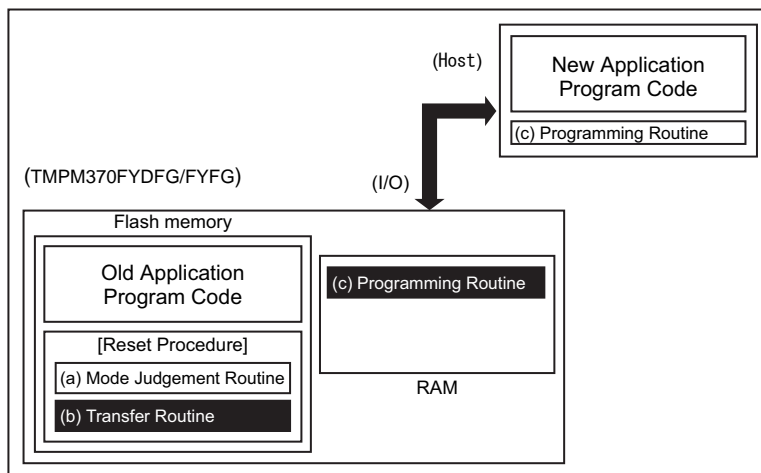 (Host)
New Application
Program Code
(c) Programming Routine
(TMPM370FYDFG/FYFG)
(I/O)
Flash memory
Old Application
Program Code
[Reset Procedure]
(a) Mode Judgement Routine
(b) Transfer Routine
(c) Programming Routine
RAM